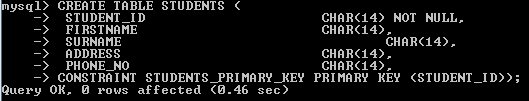 mysql> CREATE TABLE STUDENTS (
    -> STUDENT_ID                   CHAR(14) NOT NULL,
    -> FIRSTNAME                    CHAR(14),
    -> SURNAME                              CHAR(14),
    -> ADDRESS                      CHAR(14),
    -> PHONE_NO                     CHAR(14),
    -> CONSTRAINT STUDENTS_PRIMARY_KEY PRIMARY KEY (STUDENT_ID));
Query OK, 0 rows affected (0.46 sec)